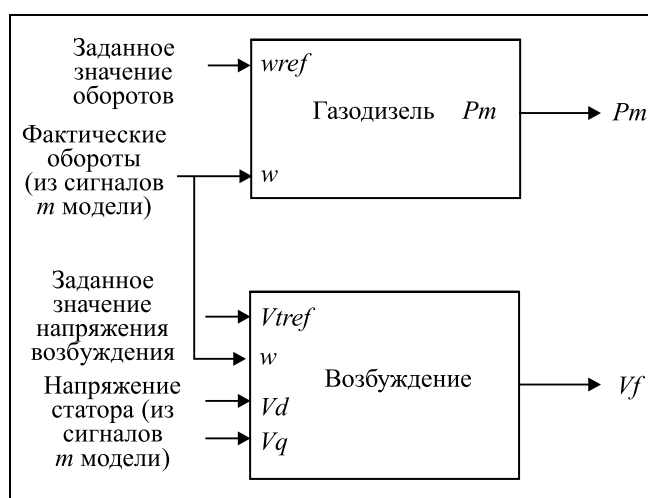 Заданное
значение
оборотов
wref
Газодизель Pm
Pm
Фактические
обороты
(из сигналов
m модели)
w
Заданное
значение
напряжения
возбуждения
Vtref
w
Возбуждение
Vf
Напряжение
статора (из
сигналов
m модели)
Vd
Vq